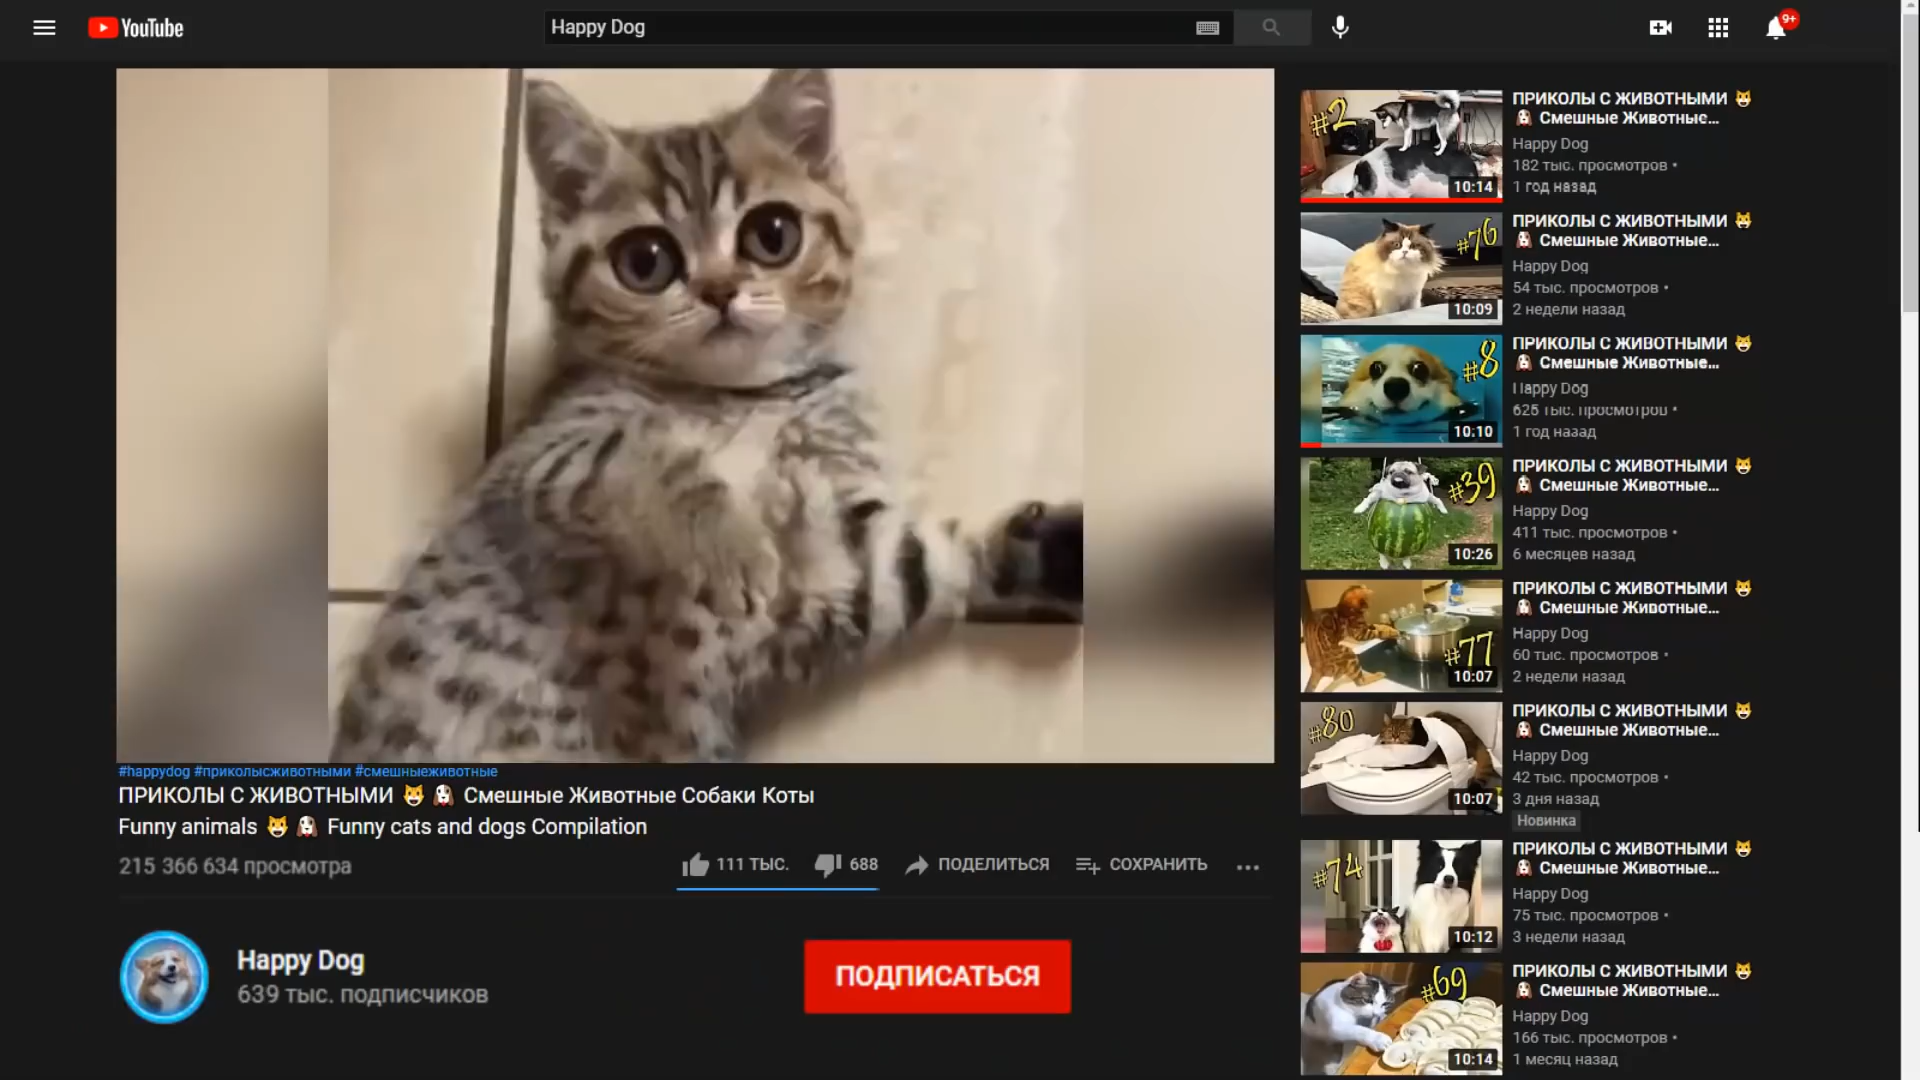 YouTube
Happy Dog
9+
#happydog #приколысживотными #смешныеживотные
ПРИКОЛЫ С ЖИВОТНЫМИ 😺 🐶 Смешные Животные Собаки Коты
Funny animals 😺 🐶 Funny cats and dogs Compilation
215 366 634 просмотра
111 ТЫС.
688
ПОДЕЛИТЬСЯ
СОХРАНИТЬ
Happy Dog
639 тыс. подписчиков
ПОДПИСАТЬСЯ
#2
10:14
ПРИКОЛЫ С ЖИВОТНЫМИ 😺
🐶 Смешные Животные...
Happy Dog
182 тыс. просмотров •
1 год назад
#76
10:09
ПРИКОЛЫ С ЖИВОТНЫМИ 😺
🐶 Смешные Животные...
Happy Dog
54 тыс. просмотров •
2 недели назад
#8
10:10
ПРИКОЛЫ С ЖИВОТНЫМИ 😺
🐶 Смешные Животные...
Happy Dog
625 тыс. просмотров •
1 год назад
#39
10:26
ПРИКОЛЫ С ЖИВОТНЫМИ 😺
🐶 Смешные Животные...
Happy Dog
411 тыс. просмотров •
6 месяцев назад
#77
10:07
ПРИКОЛЫ С ЖИВОТНЫМИ 😺
🐶 Смешные Животные...
Happy Dog
60 тыс. просмотров •
2 недели назад
#80
10:07
ПРИКОЛЫ С ЖИВОТНЫМИ 😺
🐶 Смешные Животные...
Happy Dog
42 тыс. просмотров •
3 дня назад
Новинка
#74
10:12
ПРИКОЛЫ С ЖИВОТНЫМИ 😺
🐶 Смешные Животные...
Happy Dog
75 тыс. просмотров •
3 недели назад
#69
10:14
ПРИКОЛЫ С ЖИВОТНЫМИ 😺
🐶 Смешные Животные...
Happy Dog
166 тыс. просмотров •
1 месяц назад